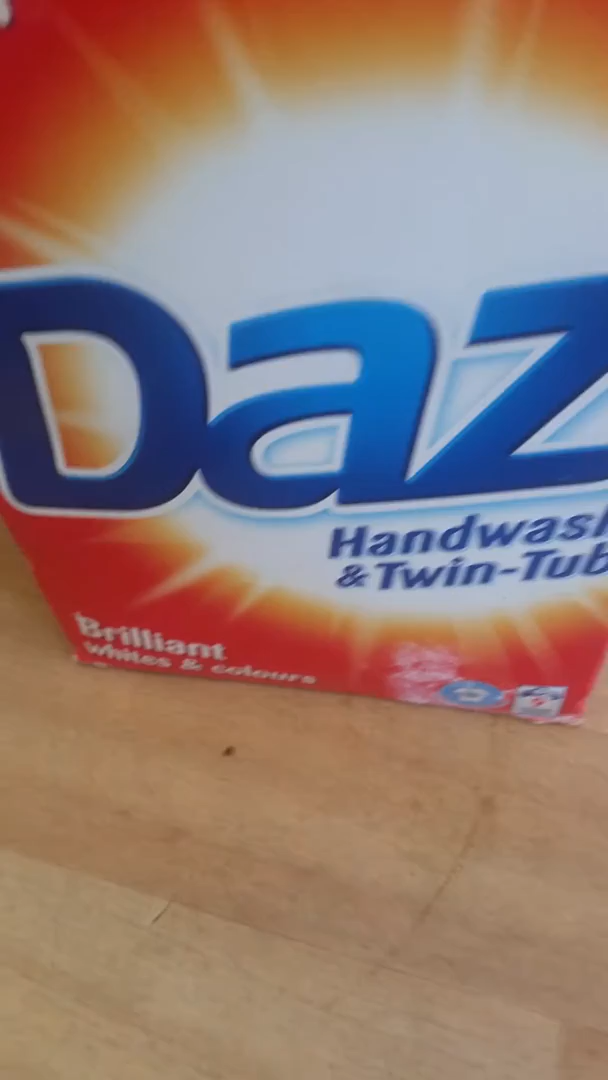 Daz
Handwash
& Twin-Tub
Brilliant
whites & colours